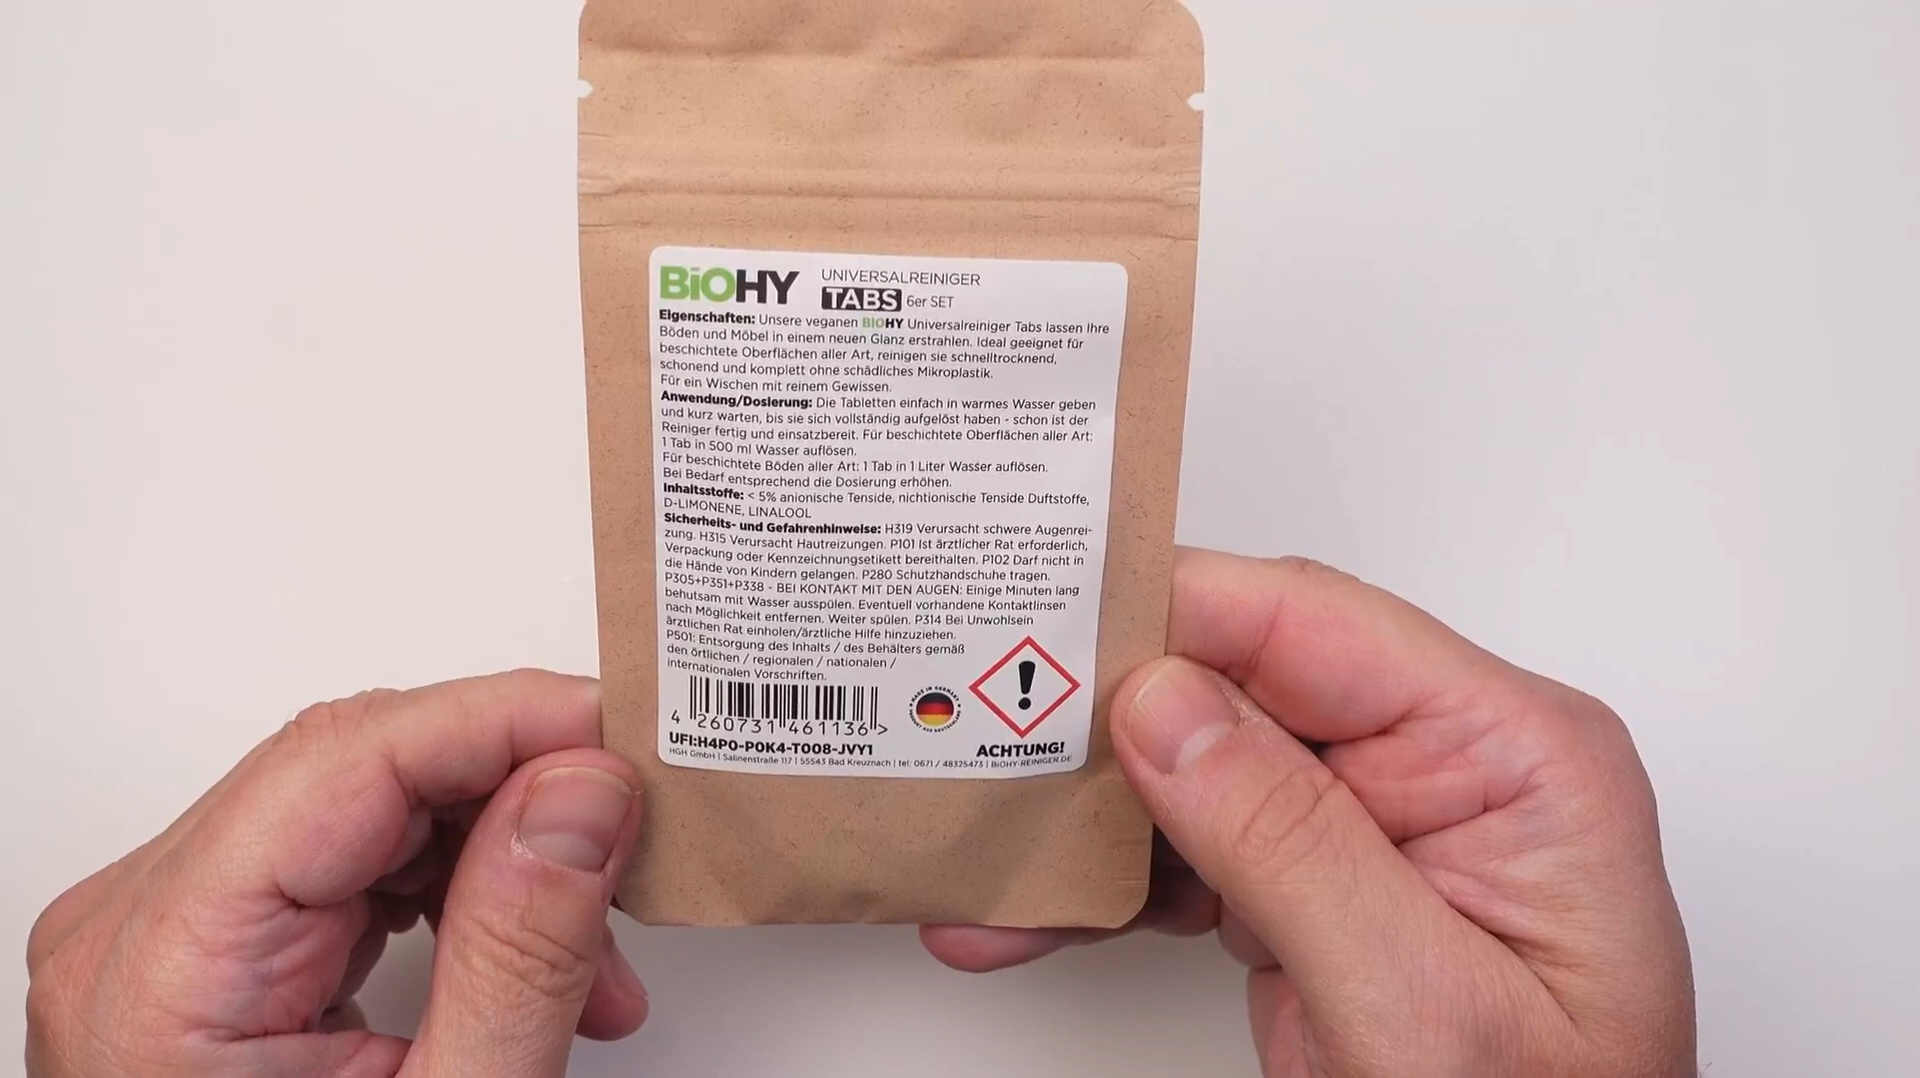 BiOHY UNIVERSALREINIGER
TABS 6er SET
Eigenschaften: Unsere veganen BIOHY Universalreiniger Tabs lassen Ihre
Böden und Möbel in einem neuen Glanz erstrahlen. Ideal geeignet für
beschichtete Oberflächen aller Art, reinigen sie schnelltrocknend,
schonend und komplett ohne schädliches Mikroplastik.
Für ein Wischen mit reinem Gewissen.
Anwendung/Dosierung: Die Tabletten einfach in warmes Wasser geben
und kurz warten, bis sie sich vollständig aufgelöst haben - schon ist der
Reiniger fertig und einsatzbereit. Für beschichtete Oberflächen aller Art:
1 Tab in 500 ml Wasser auflösen.
Für beschichtete Böden aller Art: 1 Tab in 1 Liter Wasser auflösen.
Bei Bedarf entsprechend die Dosierung erhöhen.
Inhaltsstoffe: < 5% anionische Tenside, nichtionische Tenside Duftstoffe,
D-LIMONENE, LINALOOL
Sicherheits- und Gefahrenhinweise: H319 Verursacht schwere Augenrei-
zung. H315 Verursacht Hautreizungen. P101 Ist ärztlicher Rat erforderlich,
Verpackung oder Kennzeichnungsetikett bereithalten. P102 Darf nicht in
die Hände von Kindern gelangen. P280 Schutzhandschuhe tragen.
P305+P351+P338 - BEI KONTAKT MIT DEN AUGEN: Einige Minuten lang
behutsam mit Wasser ausspülen. Eventuell vorhandene Kontaktlinsen
nach Möglichkeit entfernen. Weiter spülen. P314 Bei Unwohlsein
ärztlichen Rat einholen/ärztliche Hilfe hinzuziehen.
P501: Entsorgung des Inhalts / des Behälters gemäß
den örtlichen / regionalen / nationalen /
internationalen Vorschriften.
4 260731 461136 >
MADE IN GERMANY
UFI:H4P0-P0K4-T008-JVY1
ACHTUNG!
HGH GmbH | Salinenstraße 117 | 55543 Bad Kreuznach | tel: 0671 / 48325473 | BiOHY-REINIGER.DE